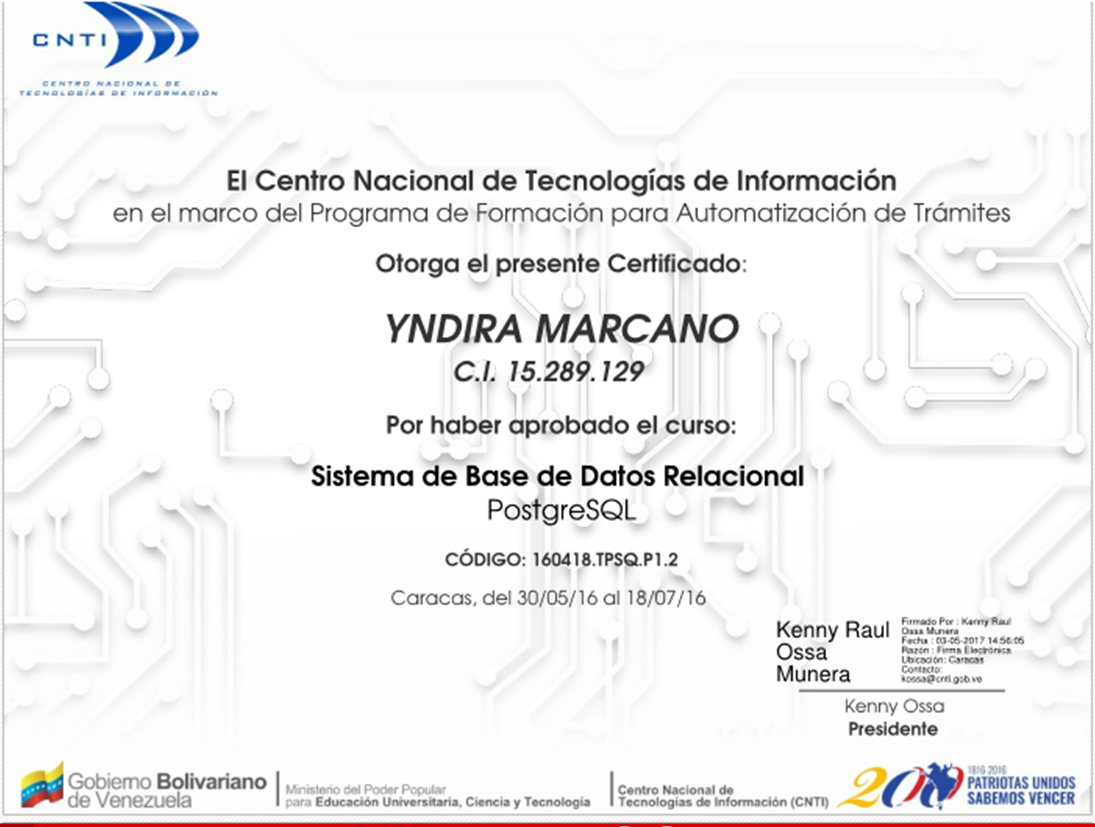 CNTI
CENTRO NACIONAL DE
TECNOLOGÍAS DE INFORMACIÓN
El Centro Nacional de Tecnologías de Información
en el marco del Programa de Formación para Automatización de Trámites
Otorga el presente Certificado:
YNDIRA MARCANO
C.I. 15.289.129
Por haber aprobado el curso:
Sistema de Base de Datos Relacional
PostgreSQL
CÓDIGO: 160418.TPSQ.P1.2
Caracas, del 30/05/16 al 18/07/16
Kenny Raul
Ossa
Munera
Firmado Por : Kenny Raul
Ossa Munera
Fecha : 03-05-2017 14:56:05
Razón : Firma Electrónica
Ubicación: Caracas
Contacto:
kossa@cnti.gob.ve
Kenny Ossa
Presidente
Gobierno Bolivariano
de Venezuela
Ministerio del Poder Popular
para Educación Universitaria, Ciencia y Tecnología
Centro Nacional de
Tecnologías de Información (CNTI)
200
1816-2016
PATRIOTAS UNIDOS
SABEMOS VENCER